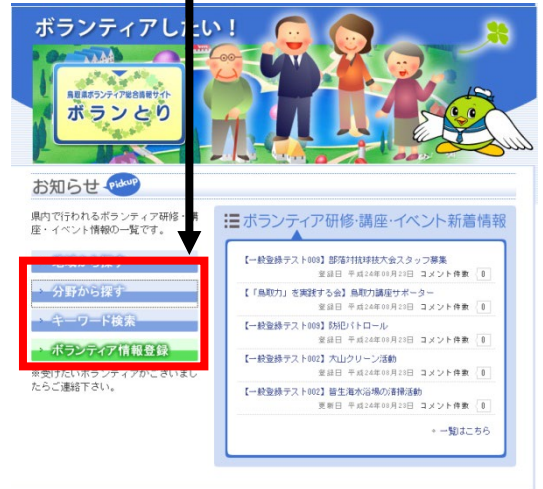 ボランティアしたい！
鳥取県ボランティア総合情報サイト
ボランとり
お知らせ Pickup
県内で行われるボランティア研修・講
座・イベント情報の一覧です。
地域から探す
分野から探す
キーワード検索
ボランティア情報登録
※受けたいボランティアがございまし
たらご連絡下さい。
ボランティア研修・講座・イベント新着情報
【一般登録テスト009】部落対抗球技大会スタッフ募集
登録日 平成24年08月23日 コメント件数 0
【「鳥取力」を実践する会】鳥取力講座サポーター
登録日 平成24年08月23日 コメント件数 0
【一般登録テスト009】防犯パトロール
登録日 平成24年08月23日 コメント件数 0
【一般登録テスト002】大山クリーン活動
登録日 平成24年08月23日 コメント件数 0
【一般登録テスト002】皆生海水浴場の清掃活動
更新日 平成24年08月23日 コメント件数 0
一覧はこちら